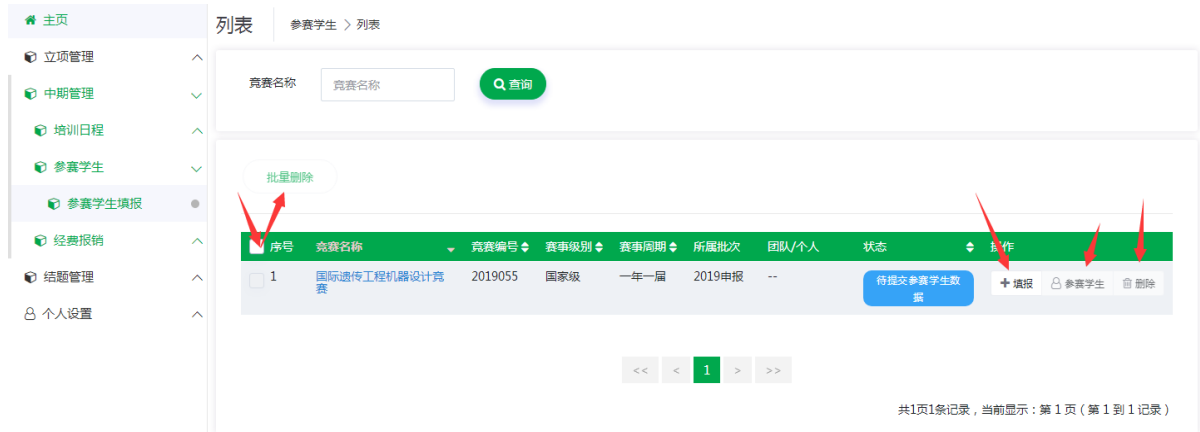 主页
立项管理
中期管理
培训日程
参赛学生
参赛学生填报
经费报销
结题管理
个人设置
列表 参赛学生 > 列表
竞赛名称 竞赛名称 查询
批量删除
序号 竞赛名称 竞赛编号 赛事级别 赛事周期 所属批次 团队/个人 状态 操作
1 国际遗传工程机器设计竞 2019055 国家级 一年一届 2019申报 -- 待提交参赛学生数 填报 参赛学生 删除
赛 据
<< < 1 > >>
共1页1条记录，当前显示：第 1 页（第 1 到 1 记录）